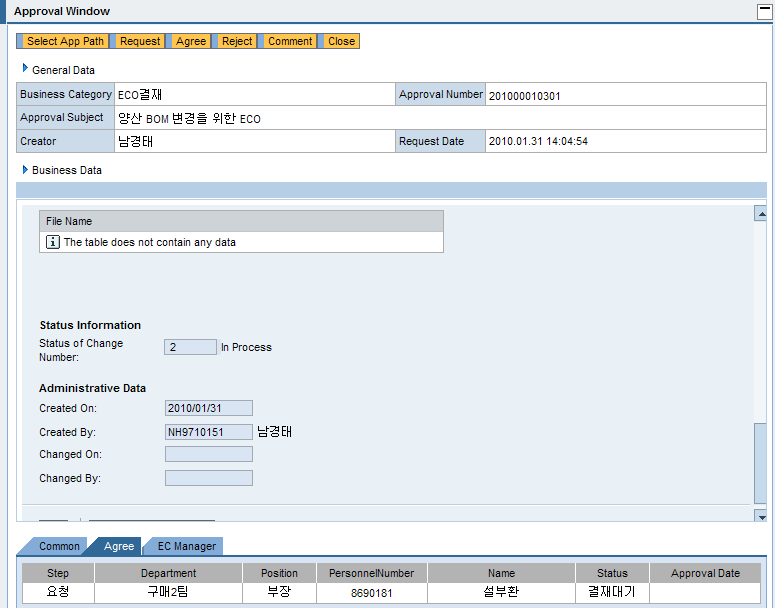 Approval Window
Select App Path Request Agree Reject Comment Close
General Data
Business Category ECO결재 Approval Number 201000010301
Approval Subject 양산 BOM 변경을 위한 ECO
Creator 남경태 Request Date 2010.01.31 14:04:54
Business Data
File Name
The table does not contain any data
Status Information
Status of Change
Number: 2 In Process
Administrative Data
Created On: 2010/01/31
Created By: NH9710151 남경태
Changed On:
Changed By:
Common Agree EC Manager
Step Department Position PersonnelNumber Name Status Approval Date
요청 구매2팀 부장 8690181 설부환 결재대기